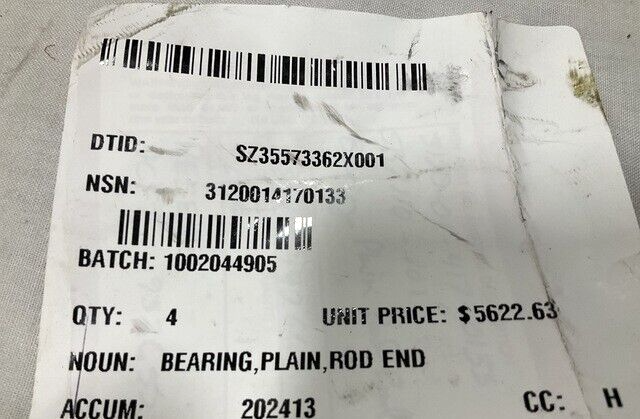 DTID: SZ35573362X001
NSN: 3120014170133
BATCH: 1002044905
QTY: 4 UNIT PRICE: $5622.63
NOUN: BEARING,PLAIN,ROD END
ACCUM: 202413 CC: H